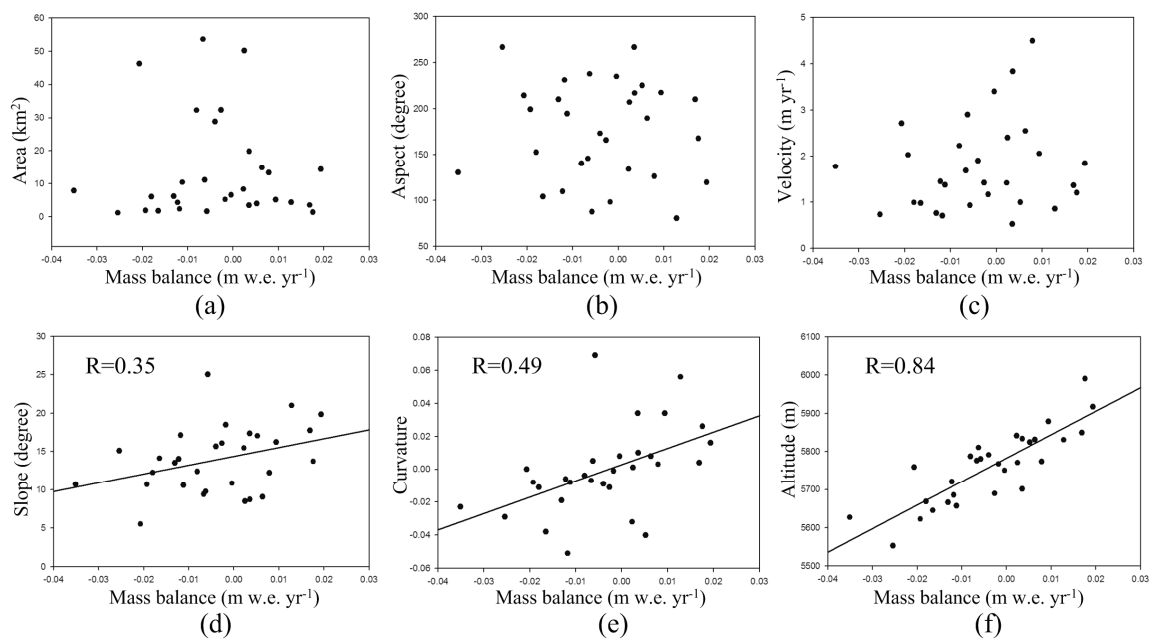 60
50
40
30
20
10
0
Area (km²)
-0.04 -0.03 -0.02 -0.01 0.00 0.01 0.02 0.03
Mass balance (m w.e. yr⁻¹)
(a)
300
250
200
150
100
50
Aspect (degree)
-0.04 -0.03 -0.02 -0.01 0.00 0.01 0.02 0.03
Mass balance (m w.e. yr⁻¹)
(b)
5
4
3
2
1
0
Velocity (m yr⁻¹)
-0.04 -0.03 -0.02 -0.01 0.00 0.01 0.02 0.03
Mass balance (m w.e. yr⁻¹)
(c)
30
25
20
15
10
5
0
Slope (degree)
R=0.35
-0.04 -0.03 -0.02 -0.01 0.00 0.01 0.02 0.03
Mass balance (m w.e. yr⁻¹)
(d)
0.08
0.06
0.04
0.02
0.00
-0.02
-0.04
-0.06
Curvature
R=0.49
-0.04 -0.03 -0.02 -0.01 0.00 0.01 0.02 0.03
Mass balance (m w.e. yr⁻¹)
(e)
6100
6000
5900
5800
5700
5600
5500
Altitude (m)
R=0.84
-0.04 -0.03 -0.02 -0.01 0.00 0.01 0.02 0.03
Mass balance (m w.e. yr⁻¹)
(f)